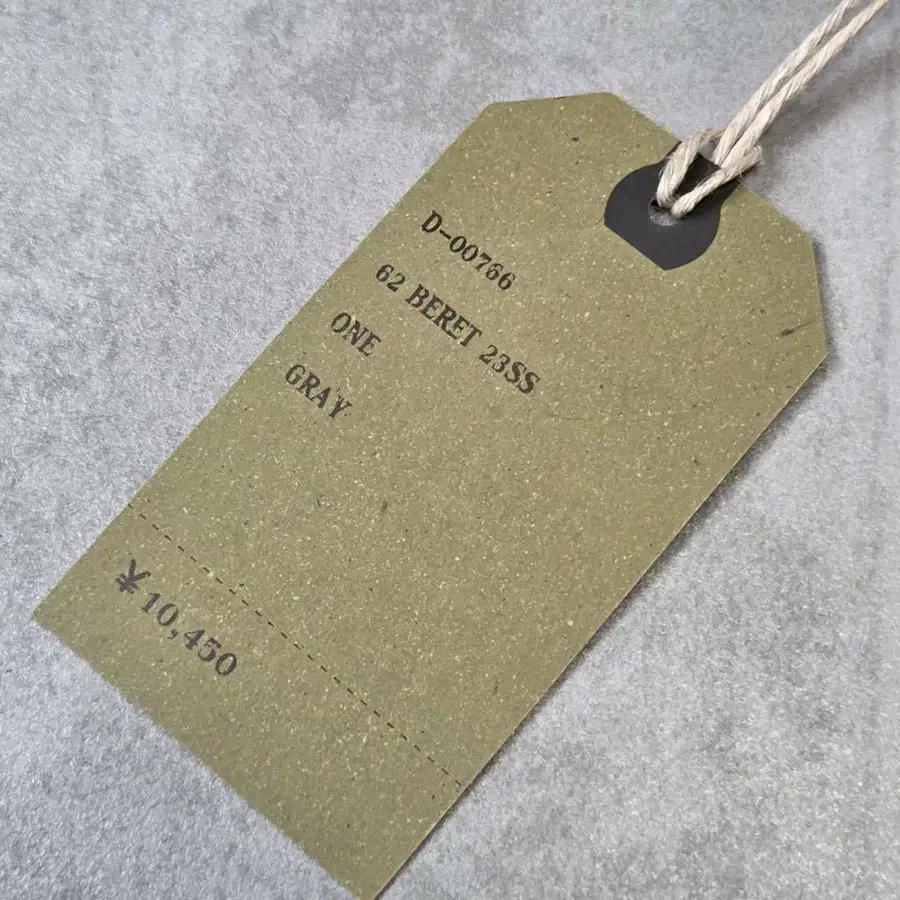 D-00766
62 BERET 23SS
ONE
GRAY
¥10,450